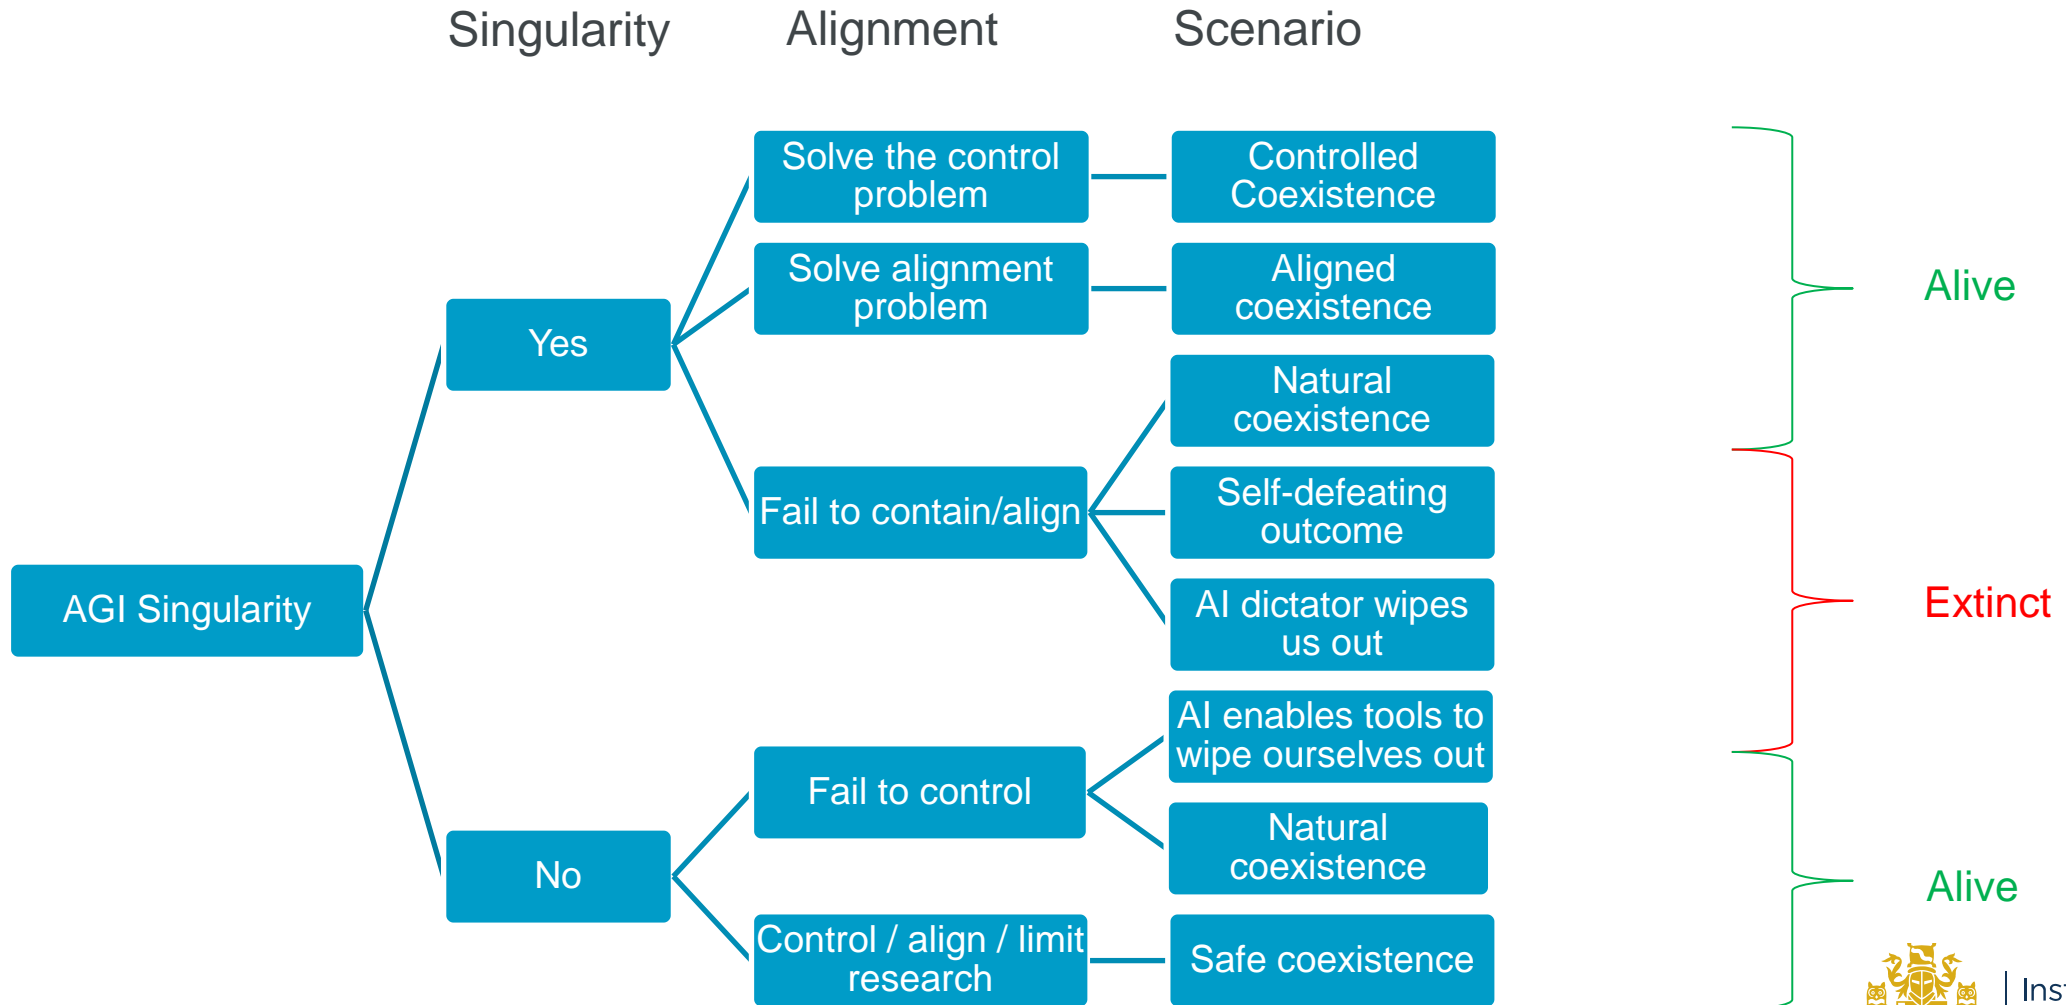 Singularity
Alignment
Scenario
Solve the control
problem
Controlled
Coexistence
Solve alignment
problem
Aligned
coexistence
Alive
Yes
Natural
coexistence
Fail to contain/align
Self-defeating
outcome
AGI Singularity
AI dictator wipes
us out
Extinct
AI enables tools to
wipe ourselves out
Fail to control
Natural
coexistence
No
Alive
Control / align / limit
research
Safe coexistence